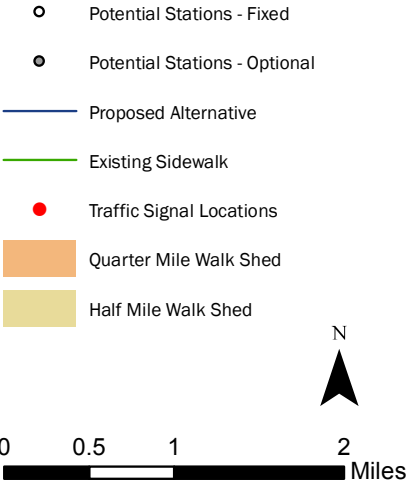 Potential Stations - Fixed
Potential Stations - Optional
Proposed Alternative
Existing Sidewalk
Traffic Signal Locations
Quarter Mile Walk Shed
Half Mile Walk Shed
N
0 0.5 1 2
Miles